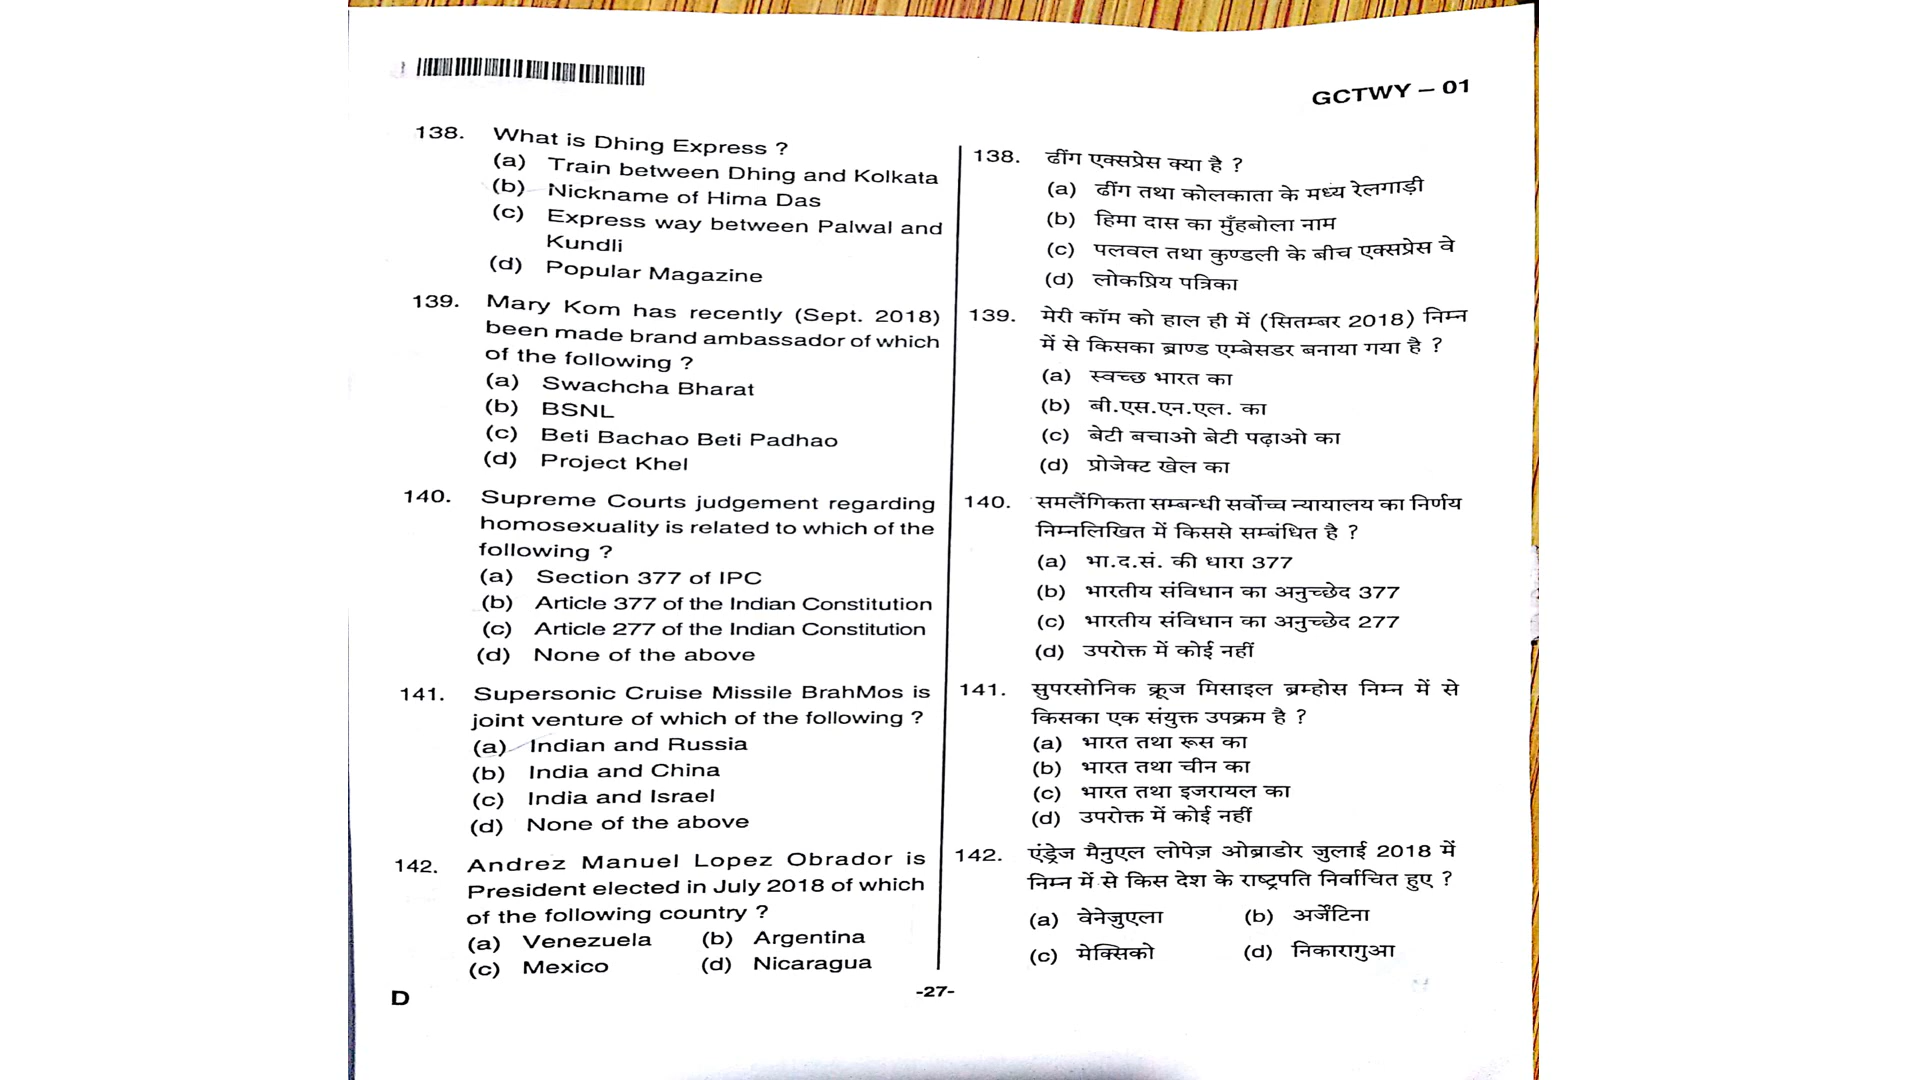 GCTWY – 01
138. What is Dhing Express ?
(a) Train between Dhing and Kolkata
(b) Nickname of Hima Das
(c) Express way between Palwal and
Kundli
(d) Popular Magazine
139. Mary Kom has recently (Sept. 2018)
been made brand ambassador of which
of the following ?
(a) Swachcha Bharat
(b) BSNL
(c) Beti Bachao Beti Padhao
(d) Project Khel
140. Supreme Courts judgement regarding
homosexuality is related to which of the
following ?
(a) Section 377 of IPC
(b) Article 377 of the Indian Constitution
(c) Article 277 of the Indian Constitution
(d) None of the above
141. Supersonic Cruise Missile BrahMos is
joint venture of which of the following ?
(a) Indian and Russia
(b) India and China
(c) India and Israel
(d) None of the above
142. Andrez Manuel Lopez Obrador is
President elected in July 2018 of which
of the following country ?
(a) Venezuela (b) Argentina
(c) Mexico (d) Nicaragua
138. ढींग एक्सप्रेस क्या है ?
(a) ढींग तथा कोलकाता के मध्य रेलगाड़ी
(b) हिमा दास का मुँहबोला नाम
(c) पलवल तथा कुण्डली के बीच एक्सप्रेस वे
(d) लोकप्रिय पत्रिका
139. मेरी कॉम को हाल ही में (सितम्बर 2018) निम्न
में से किसका ब्राण्ड एम्बेसडर बनाया गया है ?
(a) स्वच्छ भारत का
(b) बी.एस.एन.एल. का
(c) बेटी बचाओ बेटी पढ़ाओ का
(d) प्रोजेक्ट खेल का
140. समलैंगिकता सम्बन्धी सर्वोच्च न्यायालय का निर्णय
निम्नलिखित में किससे सम्बंधित है ?
(a) भा.द.सं. की धारा 377
(b) भारतीय संविधान का अनुच्छेद 377
(c) भारतीय संविधान का अनुच्छेद 277
(d) उपरोक्त में कोई नहीं
141. सुपरसोनिक क्रूज मिसाइल ब्रम्होस निम्न में से
किसका एक संयुक्त उपक्रम है ?
(a) भारत तथा रूस का
(b) भारत तथा चीन का
(c) भारत तथा इजरायल का
(d) उपरोक्त में कोई नहीं
142. एंड्रेज मैनुएल लोपेज़ ओब्राडोर जुलाई 2018 में
निम्न में से किस देश के राष्ट्रपति निर्वाचित हुए ?
(a) वेनेजुएला (b) अर्जेंटिना
(c) मेक्सिको (d) निकारागुआ
D -27-